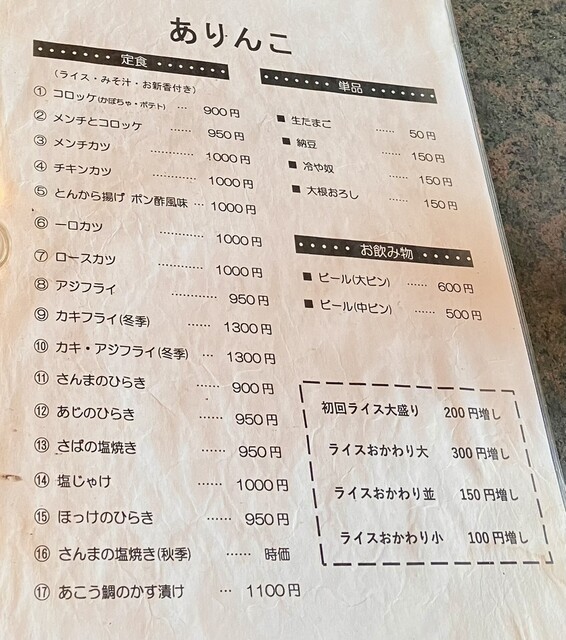 ありんこ
定食
（ライス・みそ汁・お新香付き）
① コロッケ(かぼちゃ・ポテト) … 900円
② メンチとコロッケ …… 950円
③ メンチカツ ………… 1000円
④ チキンカツ ………… 1000円
⑤ とんから揚げ ポン酢風味 … 1000円
⑥ 一口カツ ………… 1000円
⑦ ロースカツ ………… 1000円
⑧ アジフライ ………… 950円
⑨ カキフライ(冬季) …… 1300円
⑩ カキ・アジフライ(冬季) … 1300円
⑪ さんまのひらき …… 900円
⑫ あじのひらき …… 950円
⑬ さばの塩焼き …… 950円
⑭ 塩じゃけ …… 1000円
⑮ ほっけのひらき …… 950円
⑯ さんまの塩焼き(秋季) …… 時価
⑰ あこう鯛のかす漬け … 1100円
単品
■ 生たまご …… 50円
■ 納豆 …… 150円
■ 冷や奴 …… 150円
■ 大根おろし …… 150円
お飲み物
■ ビール(大ビン) …… 600円
■ ビール(中ビン) …… 500円
初回ライス大盛り 200円増し
ライスおかわり大 300円増し
ライスおかわり並 150円増し
ライスおかわり小 100円増し